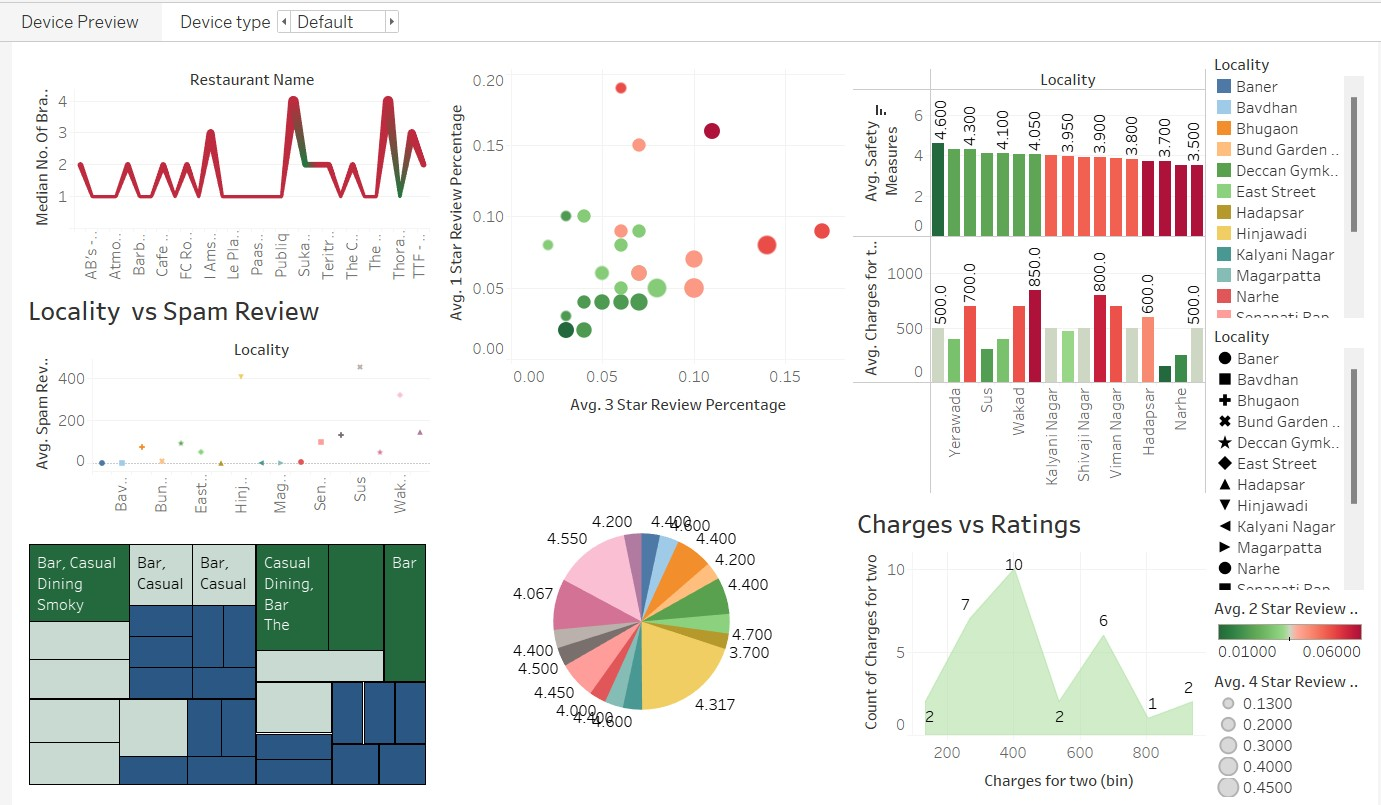 Device Preview
Device type
Default
Restaurant Name
Median No. Of Bra..
4
3
2
1
AB's -..
Atmo..
Barb..
Cafe ..
FC Ro..
I Ams..
Le Pla..
Paas..
Publiq
Suka..
Teritr..
The C..
The ..
Thora..
TTF - ..
Locality vs Spam Review
Locality
Avg. Spam Rev..
400
200
0
Bav..
Bun..
East..
Hinj..
Mag..
Sen..
Sus
Wak..
Bar, Casual
Dining
Smoky
Bar,
Casual
Bar,
Casual
Casual
Dining,
Bar
The
Bar
Avg. 1 Star Review Percentage
0.20
0.15
0.10
0.05
0.00
0.00
0.05
0.10
0.15
Avg. 3 Star Review Percentage
4.200
4.400
4.600
4.400
4.200
4.400
4.700
3.700
4.317
4.600
4.400
4.000
4.450
4.500
4.400
4.067
4.550
Locality
Avg. Safety
Measures
6
4
2
0
4.600
4.300
4.100
4.050
3.950
3.900
3.800
3.700
3.500
Avg. Charges for t..
1000
500
0
500.0
700.0
850.0
800.0
600.0
500.0
Yerawada
Sus
Wakad
Kalyani Nagar
Shivaji Nagar
Viman Nagar
Hadapsar
Narhe
Charges vs Ratings
Count of Charges for two
10
5
0
2
7
10
2
6
1
2
200
400
600
800
Charges for two (bin)
Locality
Baner
Bavdhan
Bhugaon
Bund Garden ..
Deccan Gymk..
East Street
Hadapsar
Hinjawadi
Kalyani Nagar
Magarpatta
Narhe
Locality
Baner
Bavdhan
Bhugaon
Bund Garden ..
Deccan Gymk..
East Street
Hadapsar
Hinjawadi
Kalyani Nagar
Magarpatta
Narhe
Avg. 2 Star Review ..
0.01000
0.06000
Avg. 4 Star Review ..
0.1300
0.2000
0.3000
0.4000
0.4500